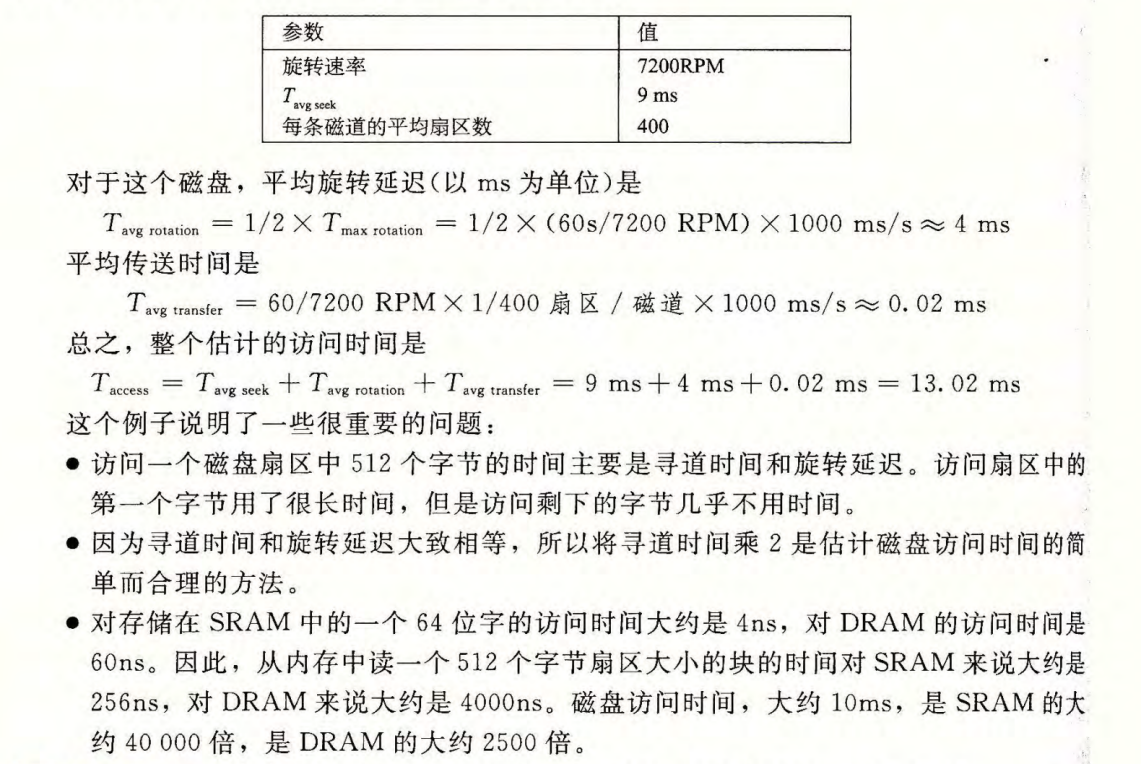 参数 值
旋转速率 7200RPM
T avg seek 9 ms
每条磁道的平均扇区数 400
对于这个磁盘，平均旋转延迟(以 ms 为单位)是
T avg rotation = 1/2 × T max rotation = 1/2 × (60s/7200 RPM) × 1000 ms/s ≈ 4 ms
平均传送时间是
T avg transfer = 60/7200 RPM × 1/400 扇区 / 磁道 × 1000 ms/s ≈ 0.02 ms
总之，整个估计的访问时间是
T access = T avg seek + T avg rotation + T avg transfer = 9 ms + 4 ms + 0.02 ms = 13.02 ms
这个例子说明了一些很重要的问题：
● 访问一个磁盘扇区中 512 个字节的时间主要是寻道时间和旋转延迟。访问扇区中的
第一个字节用了很长时间，但是访问剩下的字节几乎不用时间。
● 因为寻道时间和旋转延迟大致相等，所以将寻道时间乘 2 是估计磁盘访问时间的简
单而合理的方法。
● 对存储在 SRAM 中的一个 64 位字的访问时间大约是 4ns，对 DRAM 的访问时间是
60ns。因此，从内存中读一个 512 个字节扇区大小的块的时间对 SRAM 来说大约是
256ns，对 DRAM 来说大约是 4000ns。磁盘访问时间，大约 10ms，是 SRAM 的大
约 40 000 倍，是 DRAM 的大约 2500 倍。